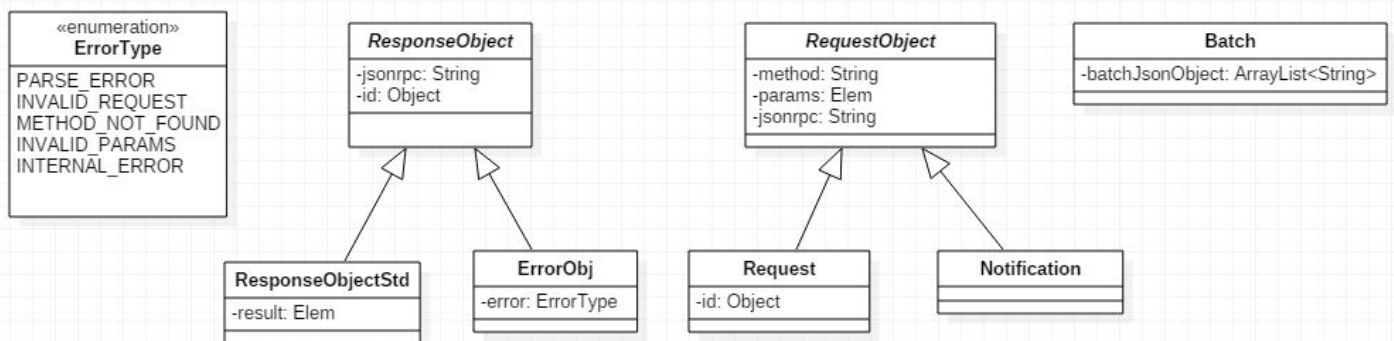 «enumeration»
ErrorType
PARSE_ERROR
INVALID_REQUEST
METHOD_NOT_FOUND
INVALID_PARAMS
INTERNAL_ERROR
ResponseObject
-jsonrpc: String
-id: Object
RequestObject
-method: String
-params: Elem
-jsonrpc: String
Batch
-batchJsonObject: ArrayList<String>
ResponseObjectStd
-result: Elem
ErrorObj
-error: ErrorType
Request
-id: Object
Notification